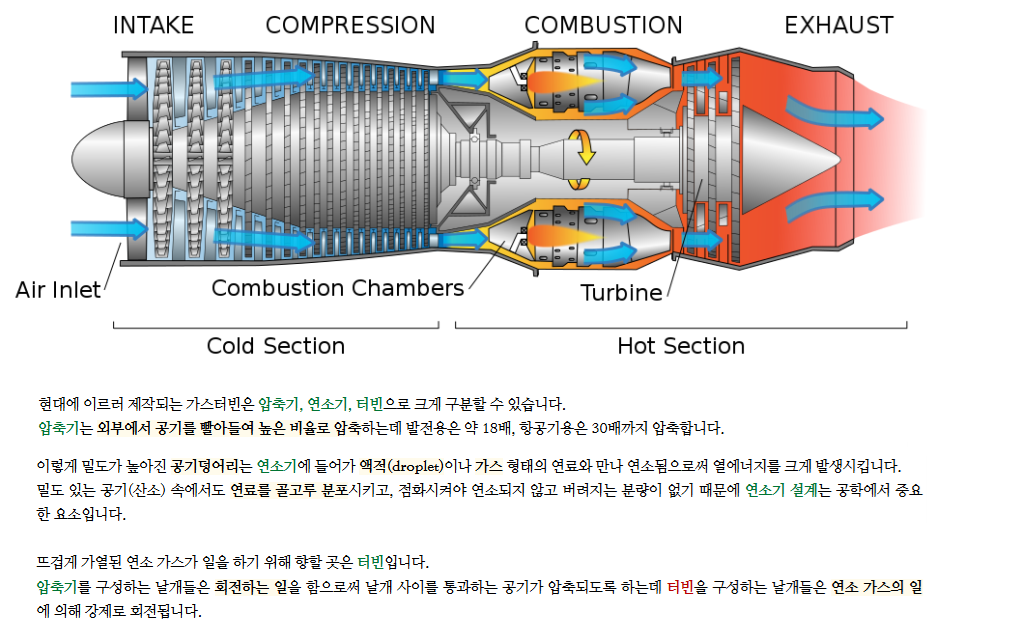 INTAKE COMPRESSION COMBUSTION EXHAUST
Air Inlet
Combustion Chambers
Turbine
Cold Section
Hot Section
현대에 이르러 제작되는 가스터빈은 압축기, 연소기, 터빈으로 크게 구분할 수 있습니다.
압축기는 외부에서 공기를 빨아들여 높은 비율로 압축하는데 발전용은 약 18배, 항공기용은 30배까지 압축합니다.
이렇게 밀도가 높아진 공기덩어리는 연소기에 들어가 액적(droplet)이나 가스 형태의 연료와 만나 연소됨으로써 열에너지를 크게 발생시킵니다.
밀도 있는 공기(산소) 속에서도 연료를 골고루 분포시키고, 점화시켜야 연소되지 않고 버려지는 분량이 없기 때문에 연소기 설계는 공학에서 중요
한 요소입니다.
뜨겁게 가열된 연소 가스가 일을 하기 위해 향할 곳은 터빈입니다.
압축기를 구성하는 날개들은 회전하는 일을 함으로써 날개 사이를 통과하는 공기가 압축되도록 하는데 터빈을 구성하는 날개들은 연소 가스의 일
에 의해 강제로 회전됩니다.